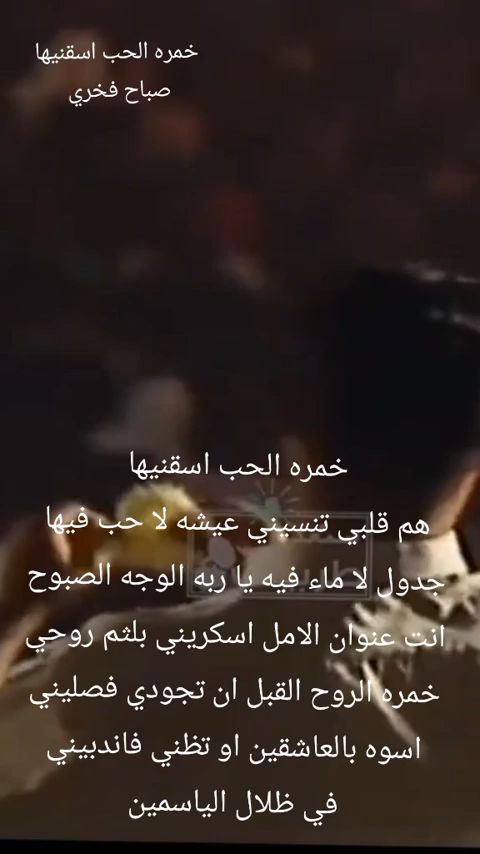 خمره الحب اسقنيها
صباح فخري
خمره الحب اسقنيها
هم قلبي تنسيني عيشه لا حب فيها
جدول لا ماء فيه يا ربه الوجه الصبوح
انت عنوان الامل اسكريني بلثم روحي
خمره الروح القبل ان تجودي فصليني
اسوه بالعاشقين او تظني فاندبيني
في ظلال الياسمين